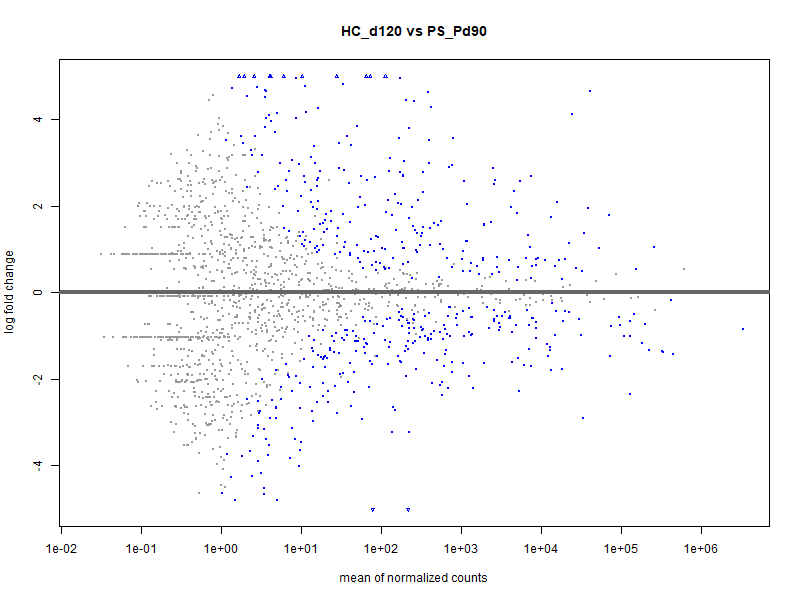 HC_d120 vs PS_Pd90
log fold change
4
2
0
-2
-4
1e-02 1e-01 1e+00 1e+01 1e+02 1e+03 1e+04 1e+05 1e+06
mean of normalized counts